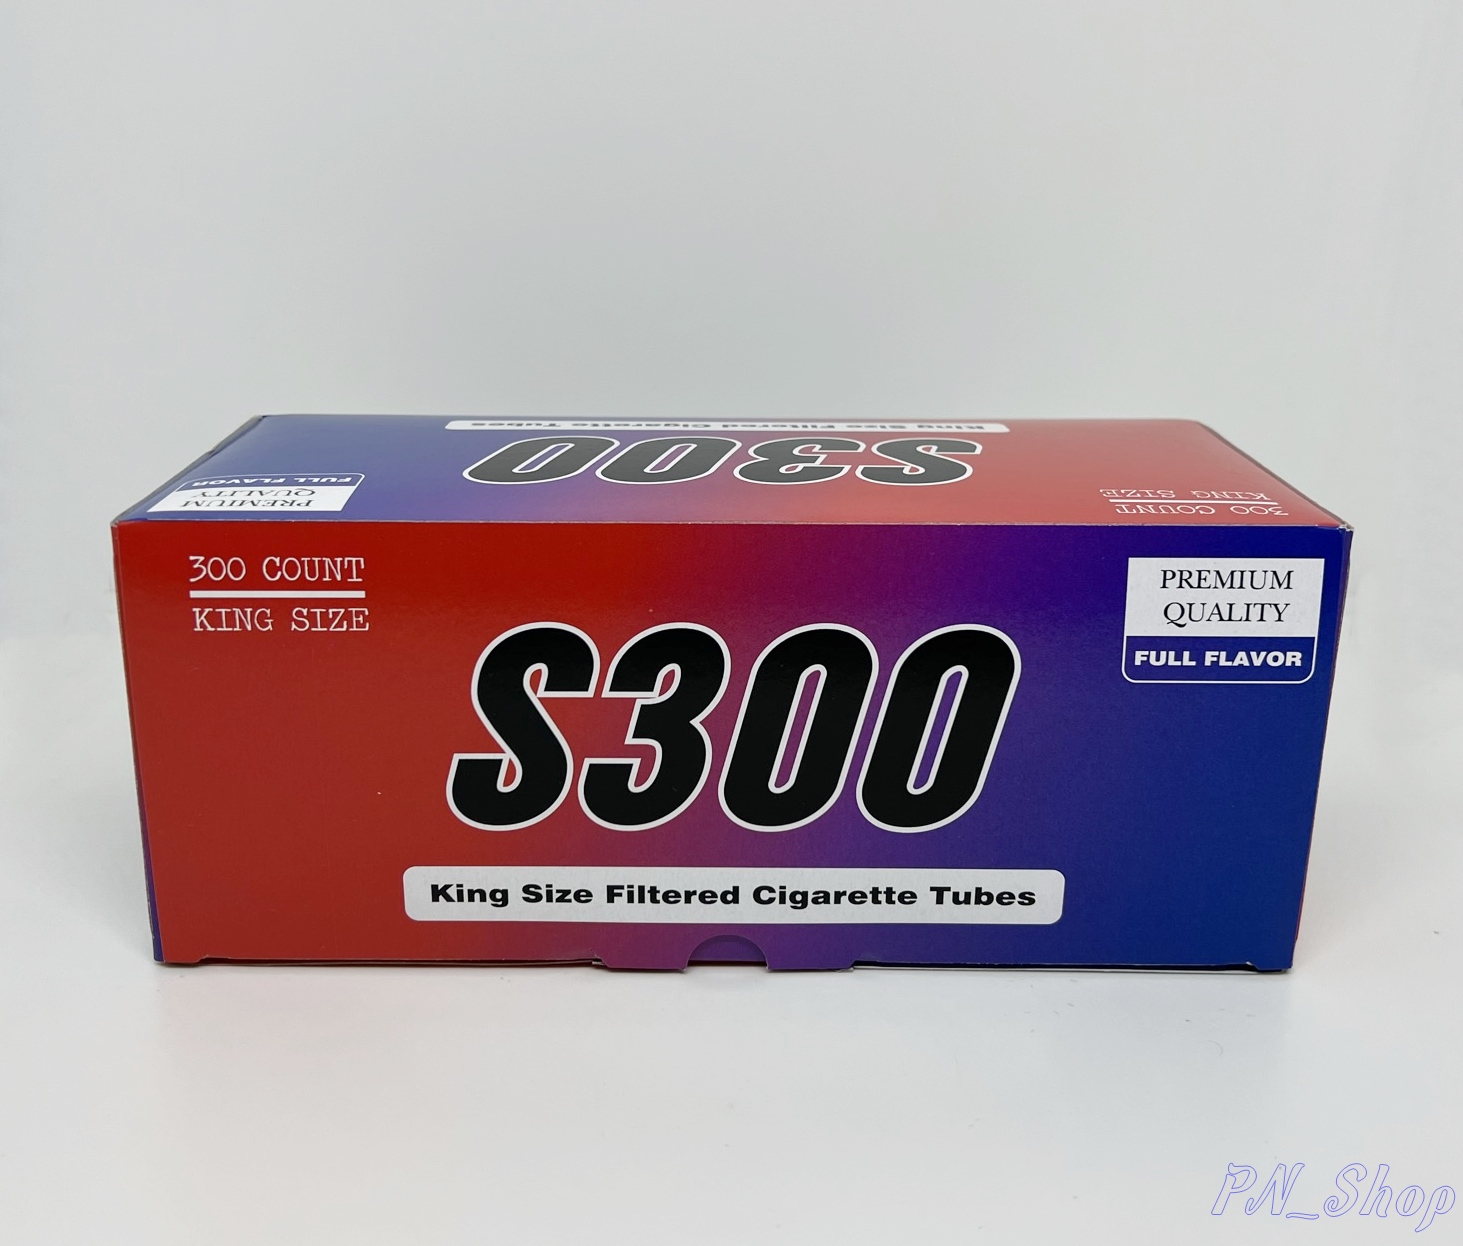 King Size Filtered Cigarette Tubes
S300
FULL FLAVOR
PREMIUM
QUALITY
KING SIZE
300 COUNT
300 COUNT
KING SIZE
PREMIUM
QUALITY
FULL FLAVOR
S300
King Size Filtered Cigarette Tubes
PN_Shop